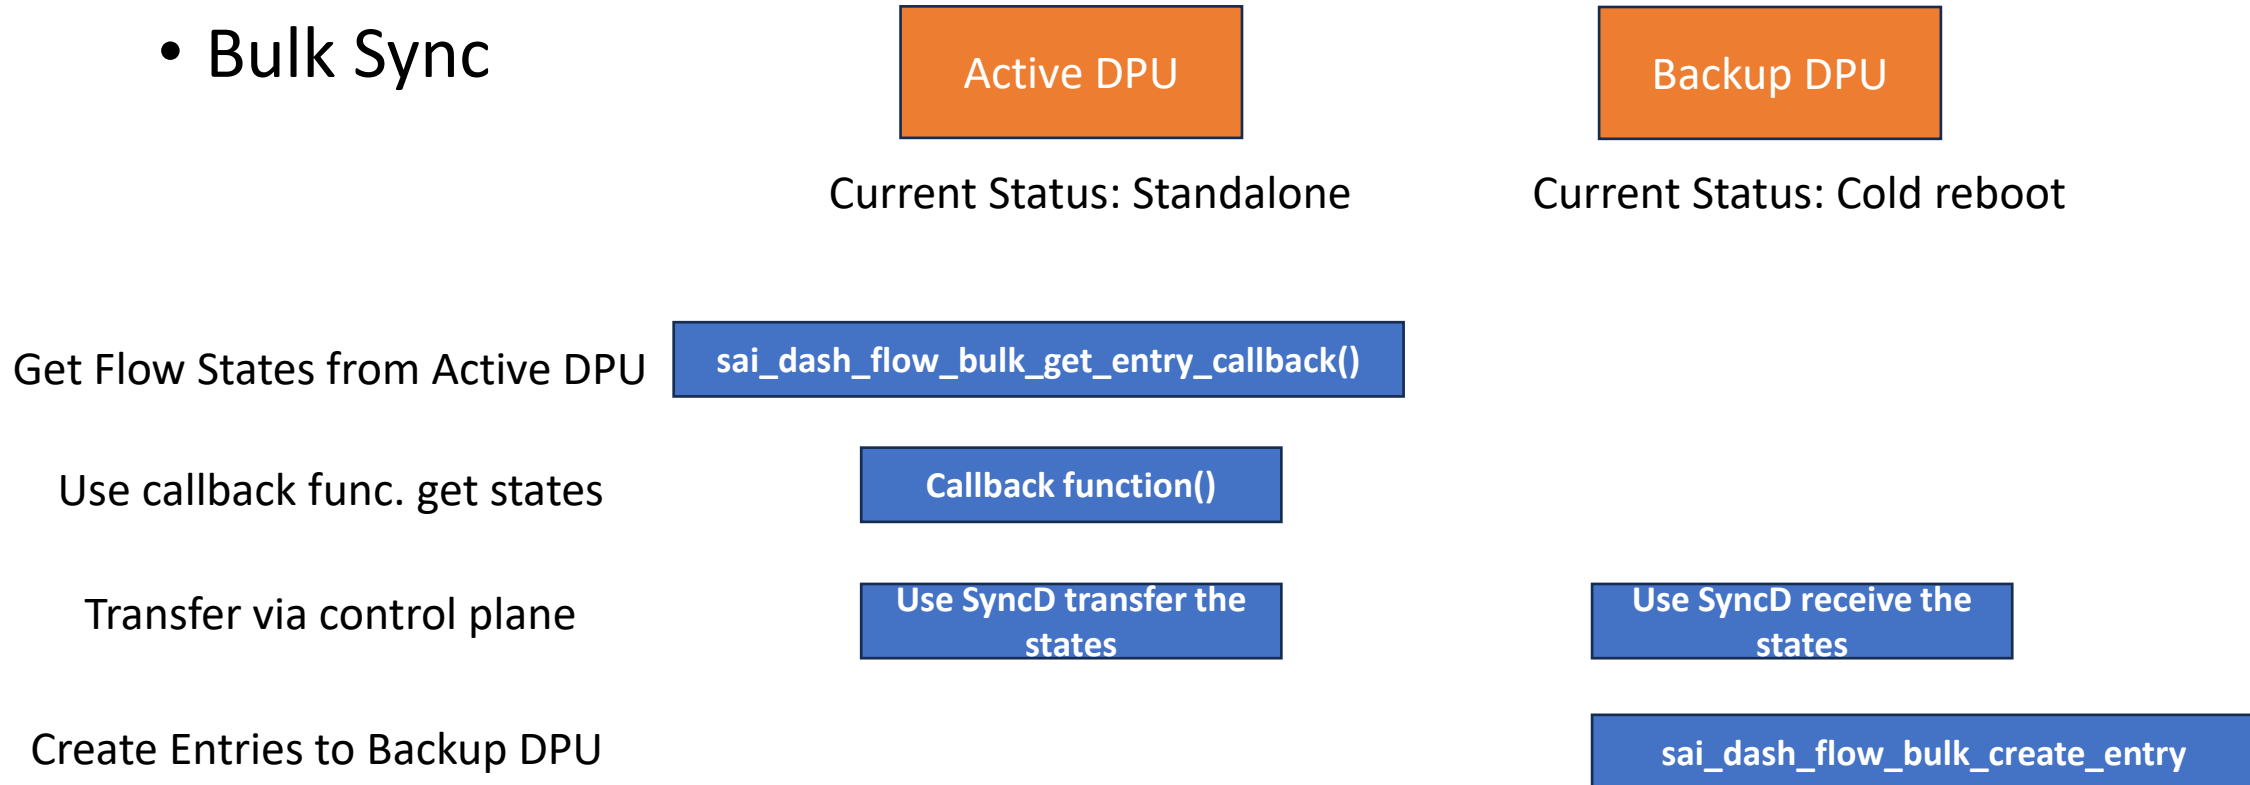 • Bulk Sync
Active DPU
Backup DPU
Current Status: Standalone
Current Status: Cold reboot
Get Flow States from Active DPU
sai_dash_flow_bulk_get_entry_callback()
Use callback func. get states
Callback function()
Transfer via control plane
Use SyncD transfer the
states
Use SyncD receive the
states
Create Entries to Backup DPU
sai_dash_flow_bulk_create_entry